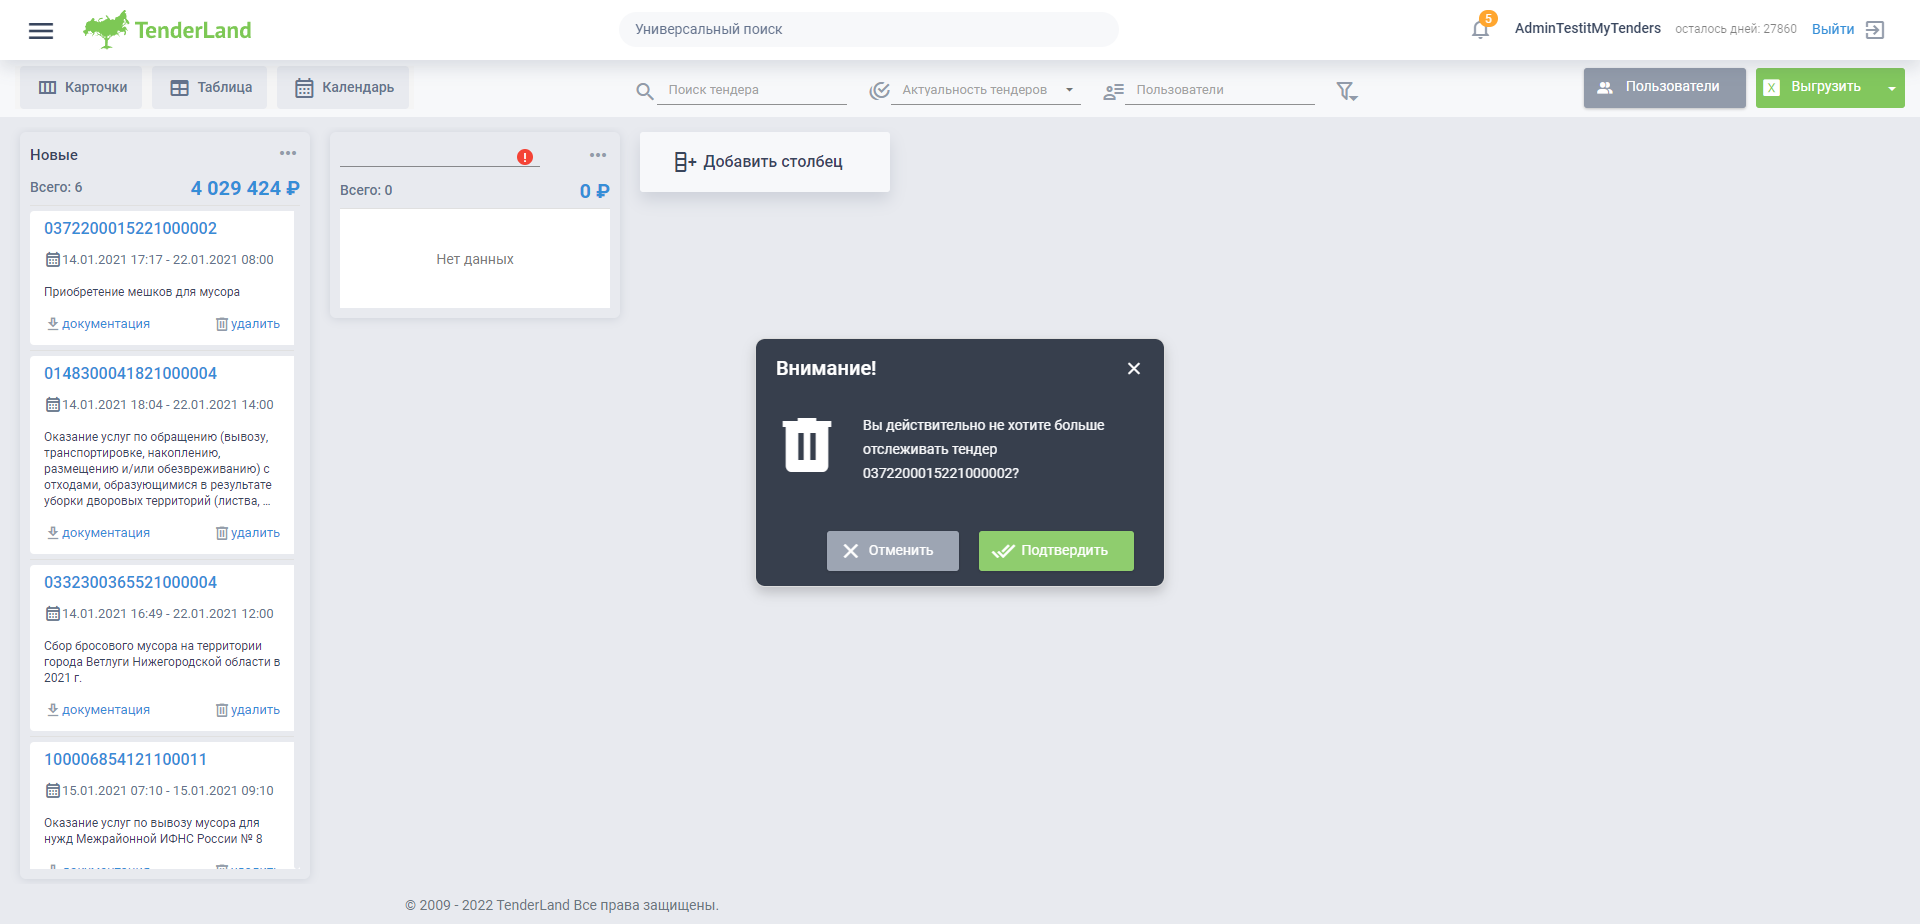 TenderLand
Универсальный поиск
5
AdminTestitMyTenders
осталось дней: 27860
Выйти
Карточки
Таблица
Календарь
Поиск тендера
Актуальность тендеров
Пользователи
Пользователи
X
Выгрузить
Новые
Всего: 6
4 029 424 ₽
0372200015221000002
14.01.2021 17:17 - 22.01.2021 08:00
Приобретение мешков для мусора
документация
удалить
0148300041821000004
14.01.2021 18:04 - 22.01.2021 14:00
Оказание услуг по обращению (вывозу,
транспортировке, накоплению,
размещению и/или обезвреживанию) с
отходами, образующимися в результате
уборки дворовых территорий (листва, ...
документация
удалить
0332300365521000004
14.01.2021 16:49 - 22.01.2021 12:00
Сбор бросового мусора на территории
города Ветлуги Нижегородской области в
2021 г.
документация
удалить
100006854121100011
15.01.2021 07:10 - 15.01.2021 09:10
Оказание услуг по вывозу мусора для
нужд Межрайонной ИФНС России № 8
!
Всего: 0
0 ₽
Нет данных
Добавить столбец
Внимание!
Вы действительно не хотите больше
отслеживать тендер
0372200015221000002?
Отменить
Подтвердить
© 2009 - 2022 TenderLand Все права защищены.